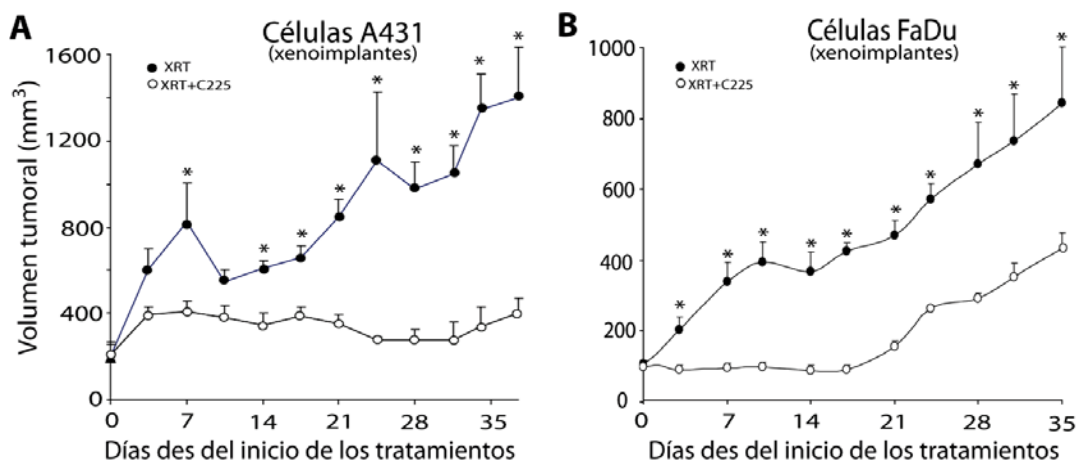 A
Células A431
(xenoimplantes)
XRT
XRT+C225
Volumen tumoral (mm³)
1600
1200
800
400
0
* * * * * * * * *
0 7 14 21 28 35
Días des del inicio de los tratamientos
B
Células FaDu
(xenoimplantes)
XRT
XRT+C225
1000
800
600
400
200
0
* * * * * * * * * *
0 7 14 21 28 35
Días des del inicio de los tratamientos